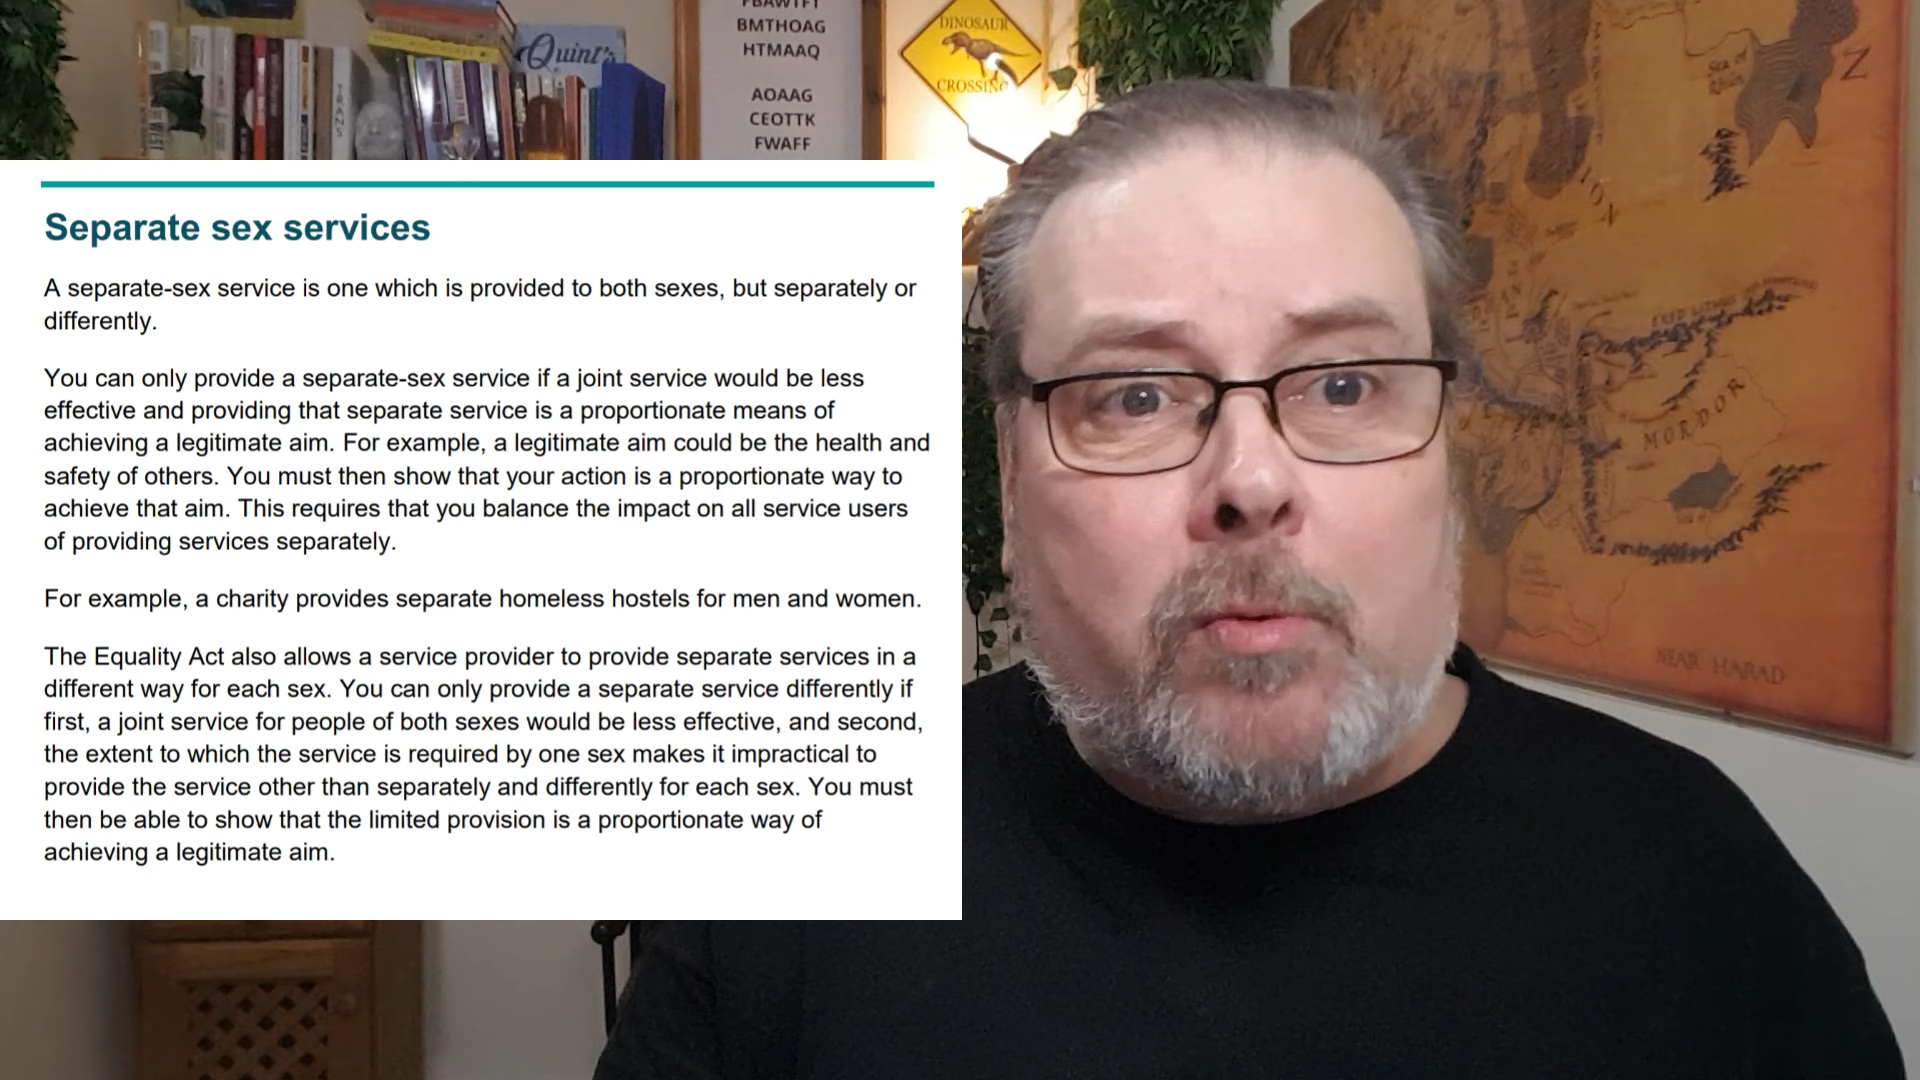 FBAWTFT
BMTHOAG
HTMAAQ
AOAAG
CEOTTK
FWAFF
Quint's
TRANS
DINOSAUR
CROSSING
Sea of
Rhûn
MORDOR
NEAR HARAD
Separate sex services
A separate-sex service is one which is provided to both sexes, but separately or
differently.
You can only provide a separate-sex service if a joint service would be less
effective and providing that separate service is a proportionate means of
achieving a legitimate aim. For example, a legitimate aim could be the health and
safety of others. You must then show that your action is a proportionate way to
achieve that aim. This requires that you balance the impact on all service users
of providing services separately.
For example, a charity provides separate homeless hostels for men and women.
The Equality Act also allows a service provider to provide separate services in a
different way for each sex. You can only provide a separate service differently if
first, a joint service for people of both sexes would be less effective, and second,
the extent to which the service is required by one sex makes it impractical to
provide the service other than separately and differently for each sex. You must
then be able to show that the limited provision is a proportionate way of
achieving a legitimate aim.